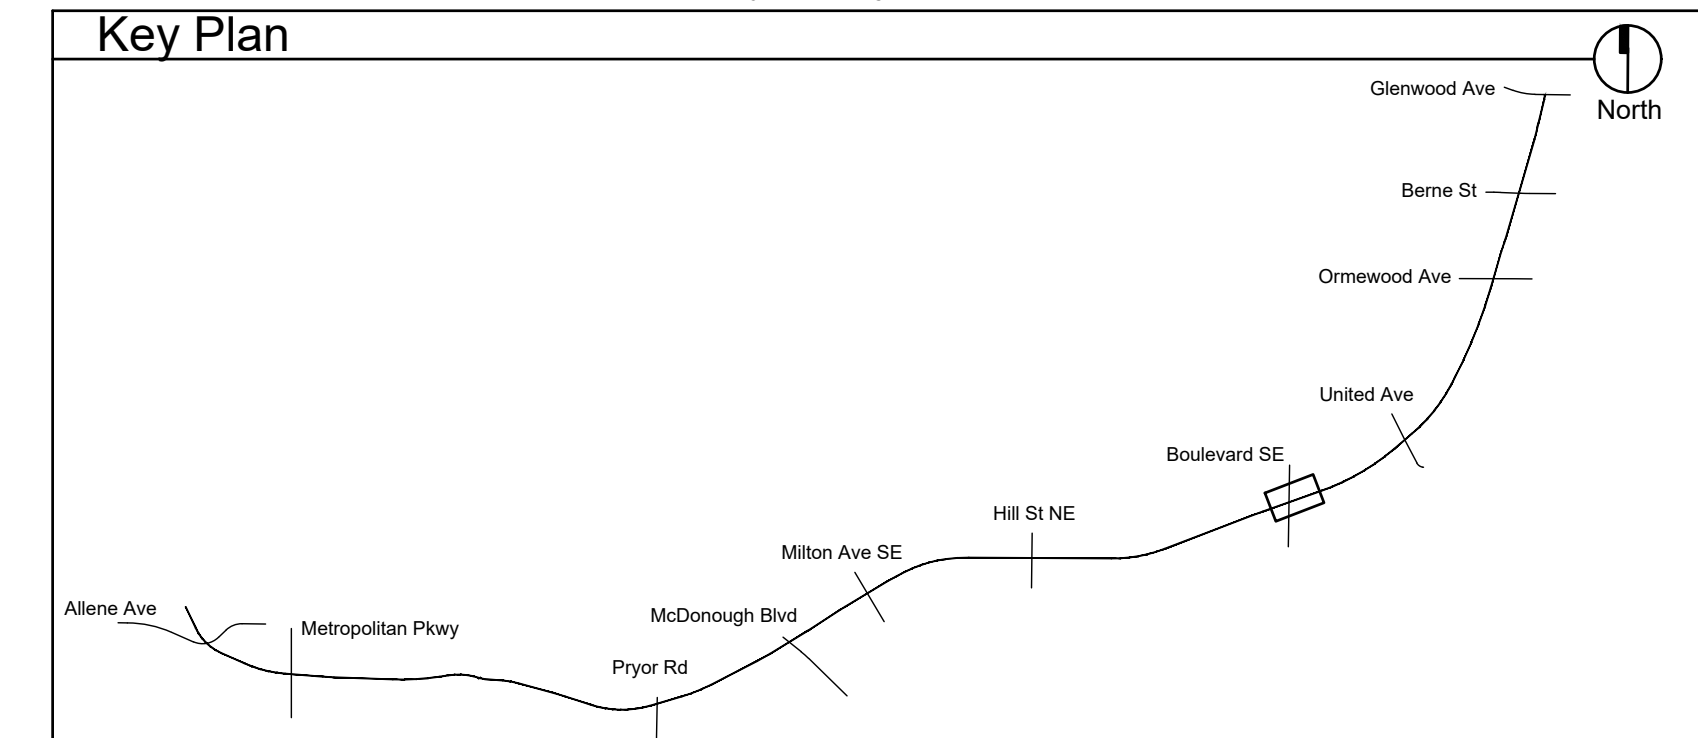 Key Plan
North
Glenwood Ave
Berne St
Ormewood Ave
United Ave
Boulevard SE
Hill St NE
Milton Ave SE
Allene Ave
McDonough Blvd
Metropolitan Pkwy
Pryor Rd